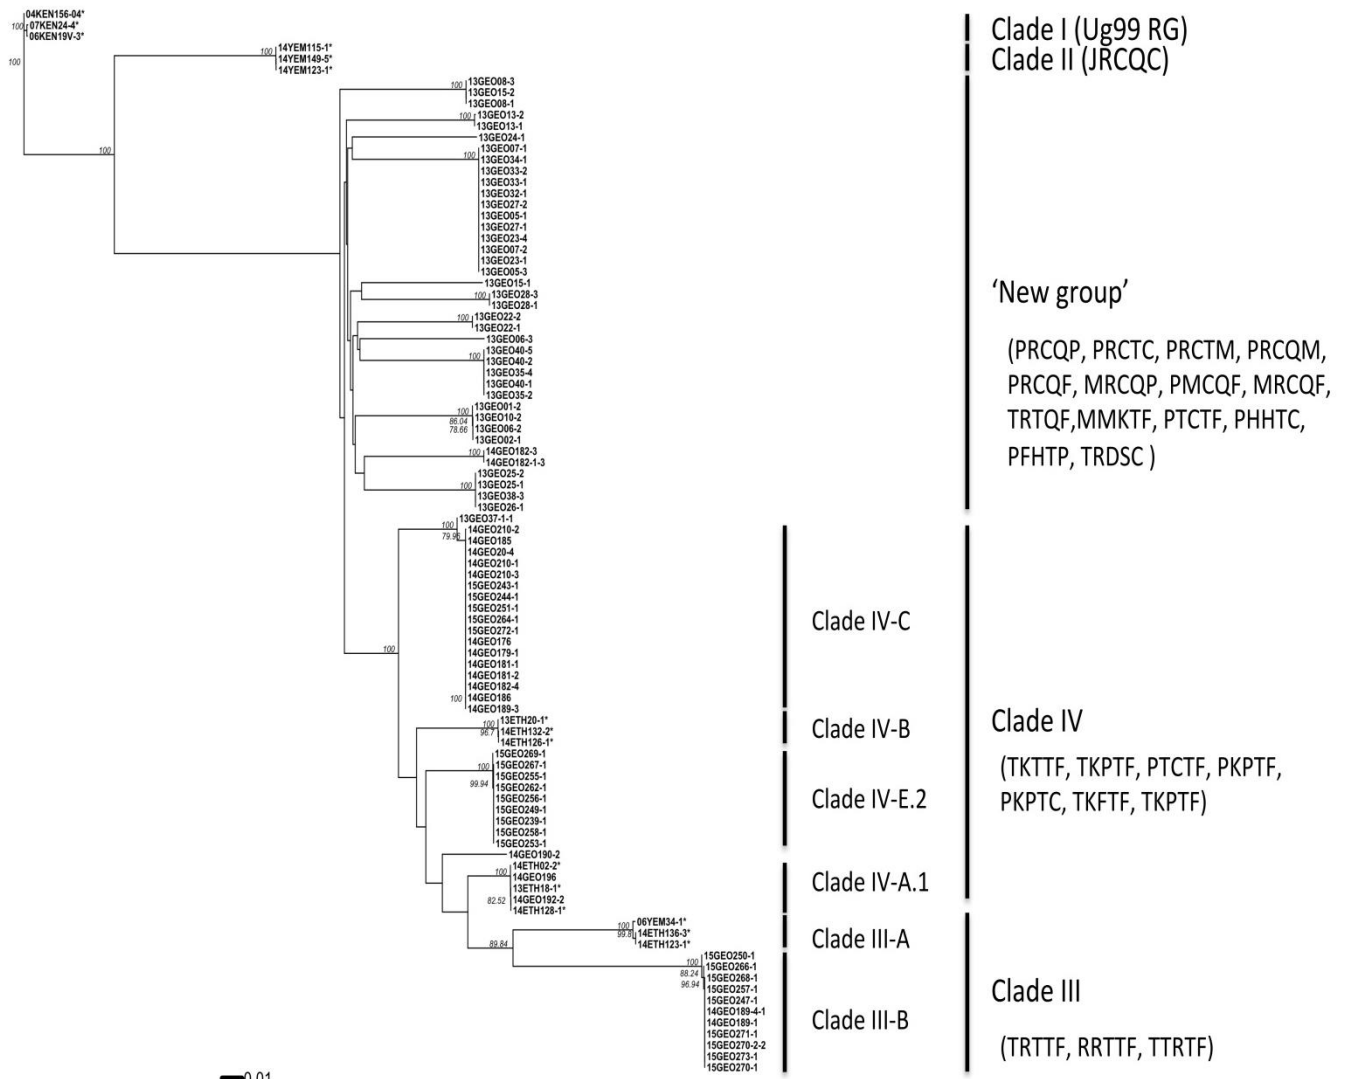 04KEN156-04*
100
07KEN24-4*
06KEN19V-3*
100
100
14YEM115-1*
14YEM149-5*
14YEM123-1*
100
13GEO08-3
100
13GEO15-2
13GEO08-1
100
13GEO13-2
13GEO13-1
13GEO24-1
13GEO07-1
100
13GEO34-1
13GEO33-2
13GEO33-1
13GEO32-1
13GEO27-2
13GEO05-1
13GEO27-1
13GEO23-4
13GEO07-2
13GEO23-1
13GEO05-3
13GEO15-1
100
13GEO28-3
13GEO28-1
100
13GEO22-2
13GEO22-1
13GEO06-3
13GEO40-5
100
13GEO40-2
13GEO35-4
13GEO40-1
13GEO35-2
13GEO01-2
100
13GEO10-2
86.04
13GEO06-2
78.66
13GEO02-1
100
14GEO182-3
14GEO182-1-3
13GEO25-2
13GEO25-1
100
13GEO38-3
13GEO26-1
13GEO37-1-1
100
14GEO210-2
79.96
14GEO185
14GEO20-4
14GEO210-1
14GEO210-3
15GEO243-1
15GEO244-1
15GEO251-1
15GEO264-1
15GEO272-1
14GEO176
100
14GEO179-1
14GEO181-1
14GEO181-2
14GEO182-4
100
14GEO186
14GEO189-3
13ETH20-1*
100
14ETH132-2*
96.7
14ETH126-1*
15GEO269-1
100
15GEO267-1
15GEO255-1
99.94
15GEO262-1
15GEO256-1
15GEO249-1
15GEO239-1
15GEO258-1
15GEO253-1
14GEO190-2
14ETH02-2*
100
14GEO196
13ETH18-1*
82.52
14GEO192-2
14ETH128-1*
06YEM34-1*
100
99.8
14ETH136-3*
89.84
14ETH123-1*
15GEO250-1
100
15GEO266-1
88.24
15GEO268-1
96.94
15GEO257-1
15GEO247-1
14GEO189-4-1
14GEO189-1
15GEO271-1
15GEO270-2-2
15GEO273-1
15GEO270-1
0.01
Clade IV-C
Clade IV-B
Clade IV-E.2
Clade IV-A.1
Clade III-A
Clade III-B
Clade I (Ug99 RG)
Clade II (JRCQC)
‘New group’
(PRCQP, PRCTC, PRCTM, PRCQM,
PRCQF, MRCQP, PMCQF, MRCQF,
TRTQF,MMKTF, PTCTF, PHHTC,
PFHTP, TRDSC )
Clade IV
(TKTTF, TKPTF, PTCTF, PKPTF,
PKPTC, TKFTF, TKPTF)
Clade III
(TRTTF, RRTTF, TTRTF)